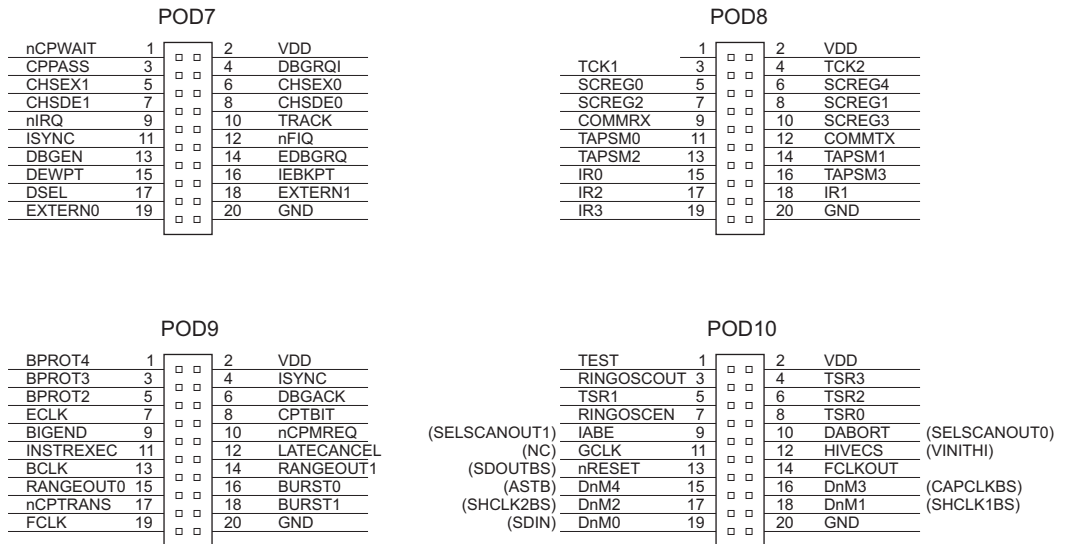 POD7
nCPWAIT 1 2 VDD
CPPASS 3 4 DBGRQI
CHSEX1 5 6 CHSEX0
CHSDE1 7 8 CHSDE0
nIRQ 9 10 TRACK
ISYNC 11 12 nFIQ
DBGEN 13 14 EDBGRQ
DEWPT 15 16 IEBKPT
DSEL 17 18 EXTERN1
EXTERN0 19 20 GND
POD8
1 2 VDD
TCK1 3 4 TCK2
SCREG0 5 6 SCREG4
SCREG2 7 8 SCREG1
COMMRX 9 10 SCREG3
TAPSM0 11 12 COMMTX
TAPSM2 13 14 TAPSM1
IR0 15 16 TAPSM3
IR2 17 18 IR1
IR3 19 20 GND
POD9
BPROT4 1 2 VDD
BPROT3 3 4 ISYNC
BPROT2 5 6 DBGACK
ECLK 7 8 CPTBIT
BIGEND 9 10 nCPMREQ
INSTREXEC 11 12 LATECANCEL
BCLK 13 14 RANGEOUT1
RANGEOUT0 15 16 BURST0
nCPTRANS 17 18 BURST1
FCLK 19 20 GND
POD10
TEST 1 2 VDD
RINGOSCOUT 3 4 TSR3
TSR1 5 6 TSR2
RINGOSCEN 7 8 TSR0
(SELSCANOUT1) IABE 9 10 DABORT (SELSCANOUT0)
(NC) GCLK 11 12 HIVECS (VINITHI)
(SDOUTBS) nRESET 13 14 FCLKOUT
(ASTB) DnM4 15 16 DnM3 (CAPCLKBS)
(SHCLK2BS) DnM2 17 18 DnM1 (SHCLK1BS)
(SDIN) DnM0 19 20 GND